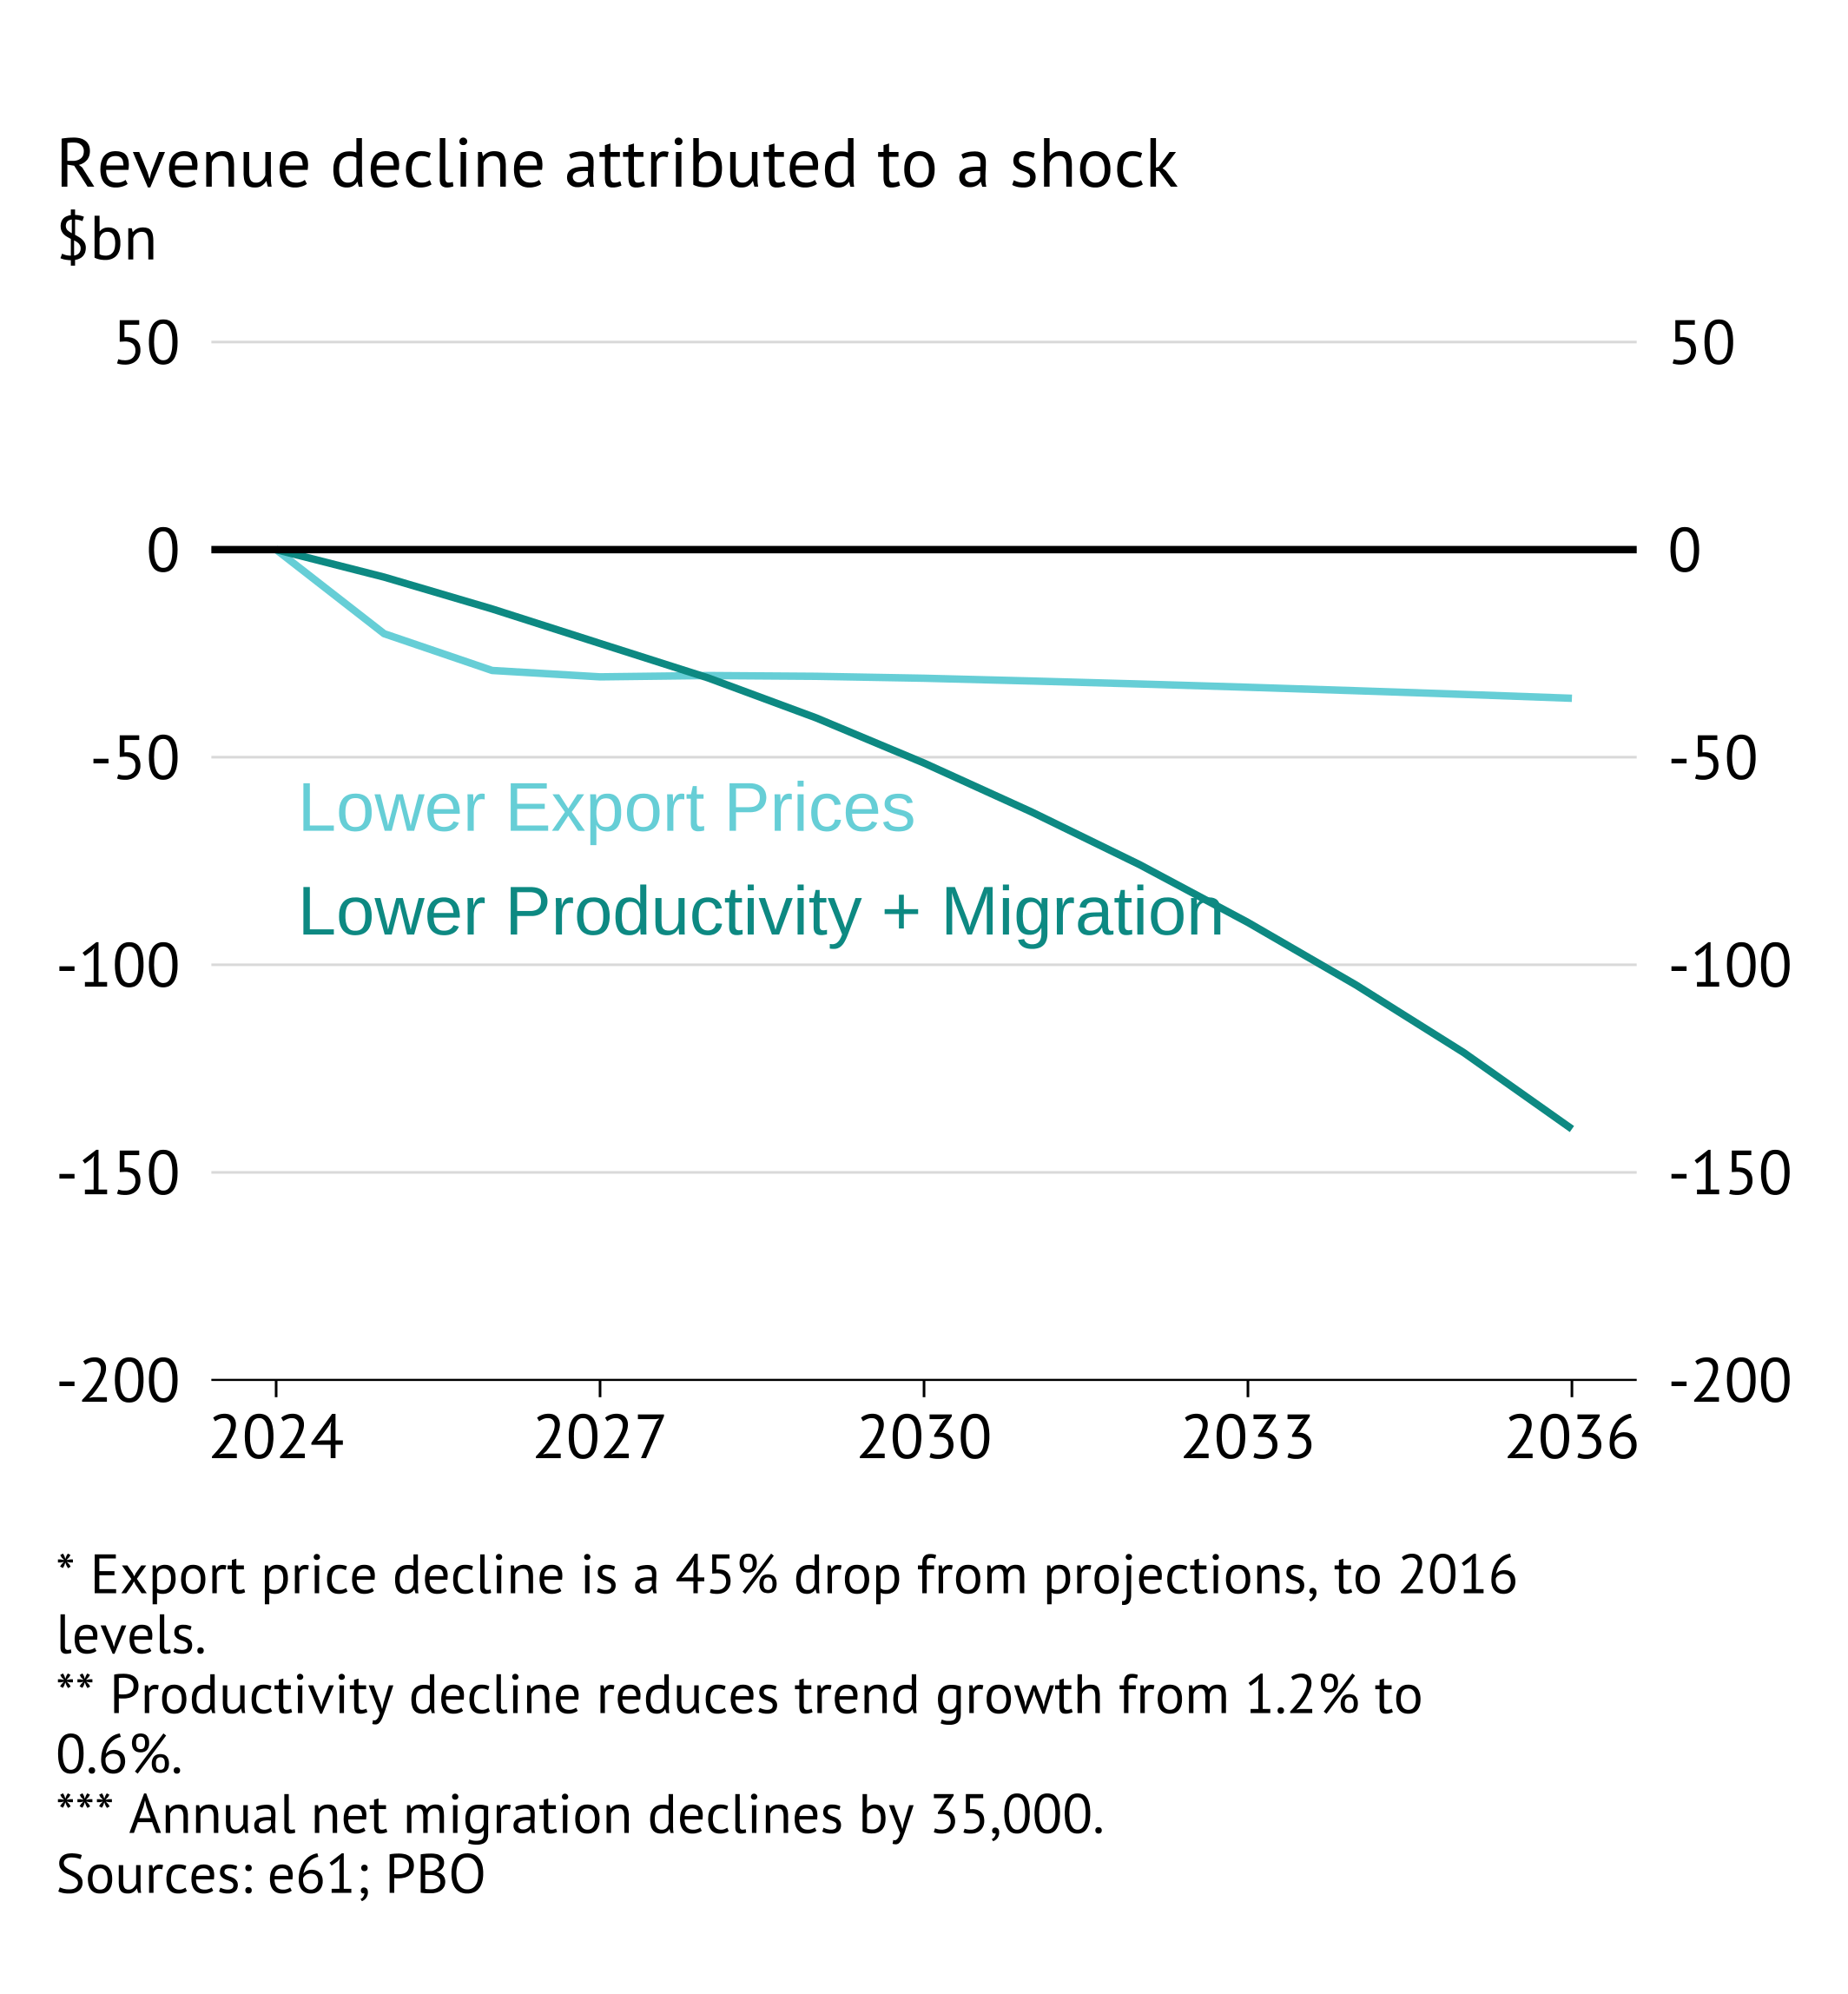 Revenue decline attributed to a shock
$bn
50 50
0 0
-50 -50
Lower Export Prices
Lower Productivity + Migration
-100 -100
-150 -150
-200 -200
2024 2027 2030 2033 2036
* Export price decline is a 45% drop from projections, to 2016
levels.
** Productivity decline reduces trend growth from 1.2% to
0.6%.
*** Annual net migration declines by 35,000.
Sources: e61; PBO